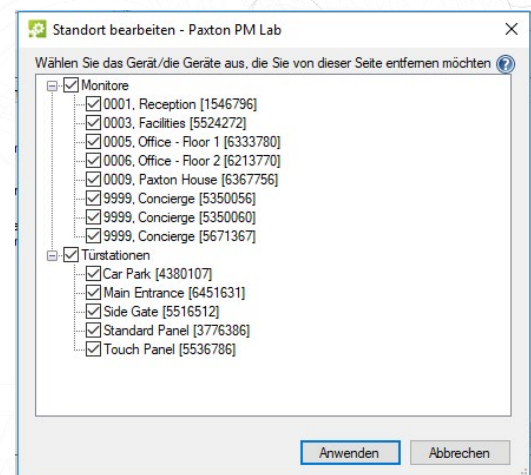 Standort bearbeiten - Paxton PM Lab
Wählen Sie das Gerät/die Geräte aus, die Sie von dieser Seite entfernen möchten
Monitore
0001, Reception [1546796]
0003, Facilities [5524272]
0005, Office - Floor 1 [6333780]
0006, Office - Floor 2 [6213770]
0009, Paxton House [6367756]
9999, Concierge [5350056]
9999, Concierge [5350060]
9999, Concierge [5671367]
Türstationen
Car Park [4380107]
Main Entrance [6451631]
Side Gate [5516512]
Standard Panel [3776386]
Touch Panel [5536786]
Anwenden Abbrechen